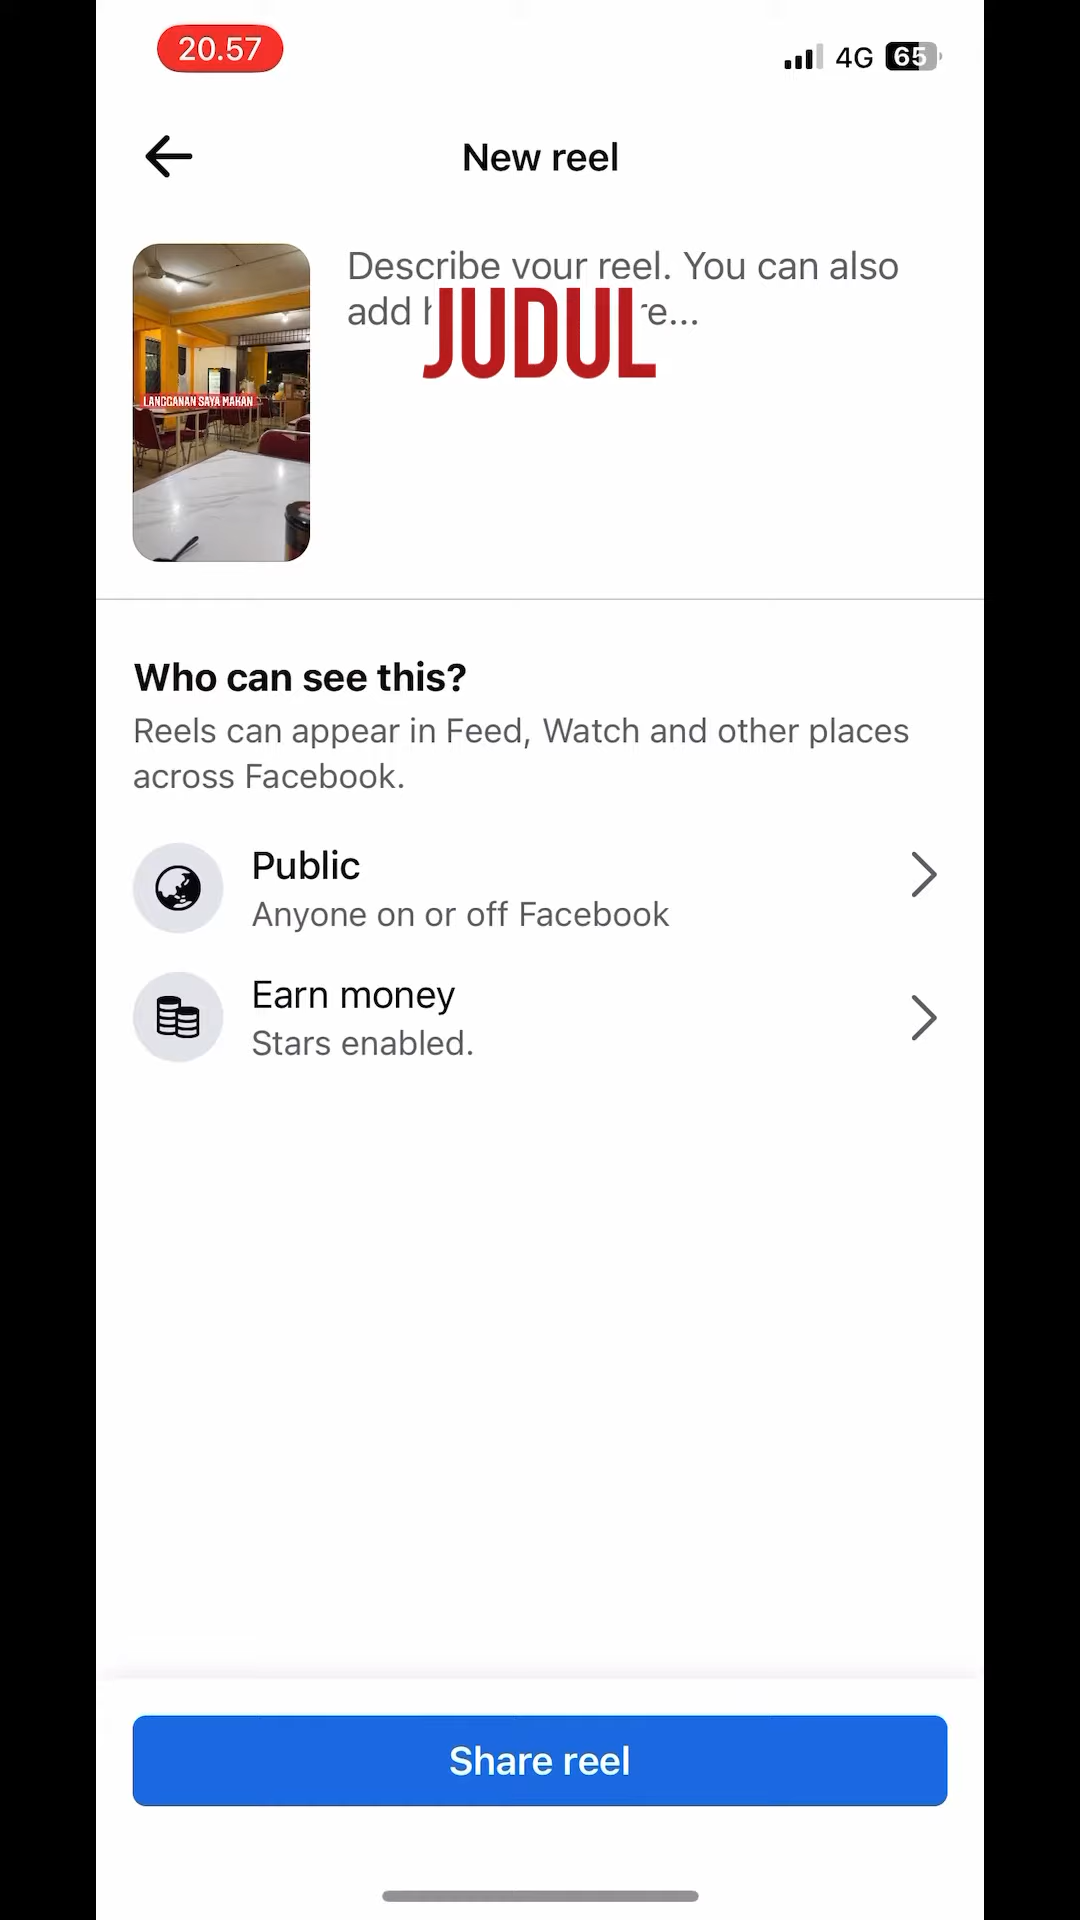 20.57
4G 65
New reel
Describe your reel. You can also
add h re...
JUDUL
LANGGANAN SAYA MAKAN
Who can see this?
Reels can appear in Feed, Watch and other places
across Facebook.
Public
Anyone on or off Facebook
Earn money
Stars enabled.
Share reel